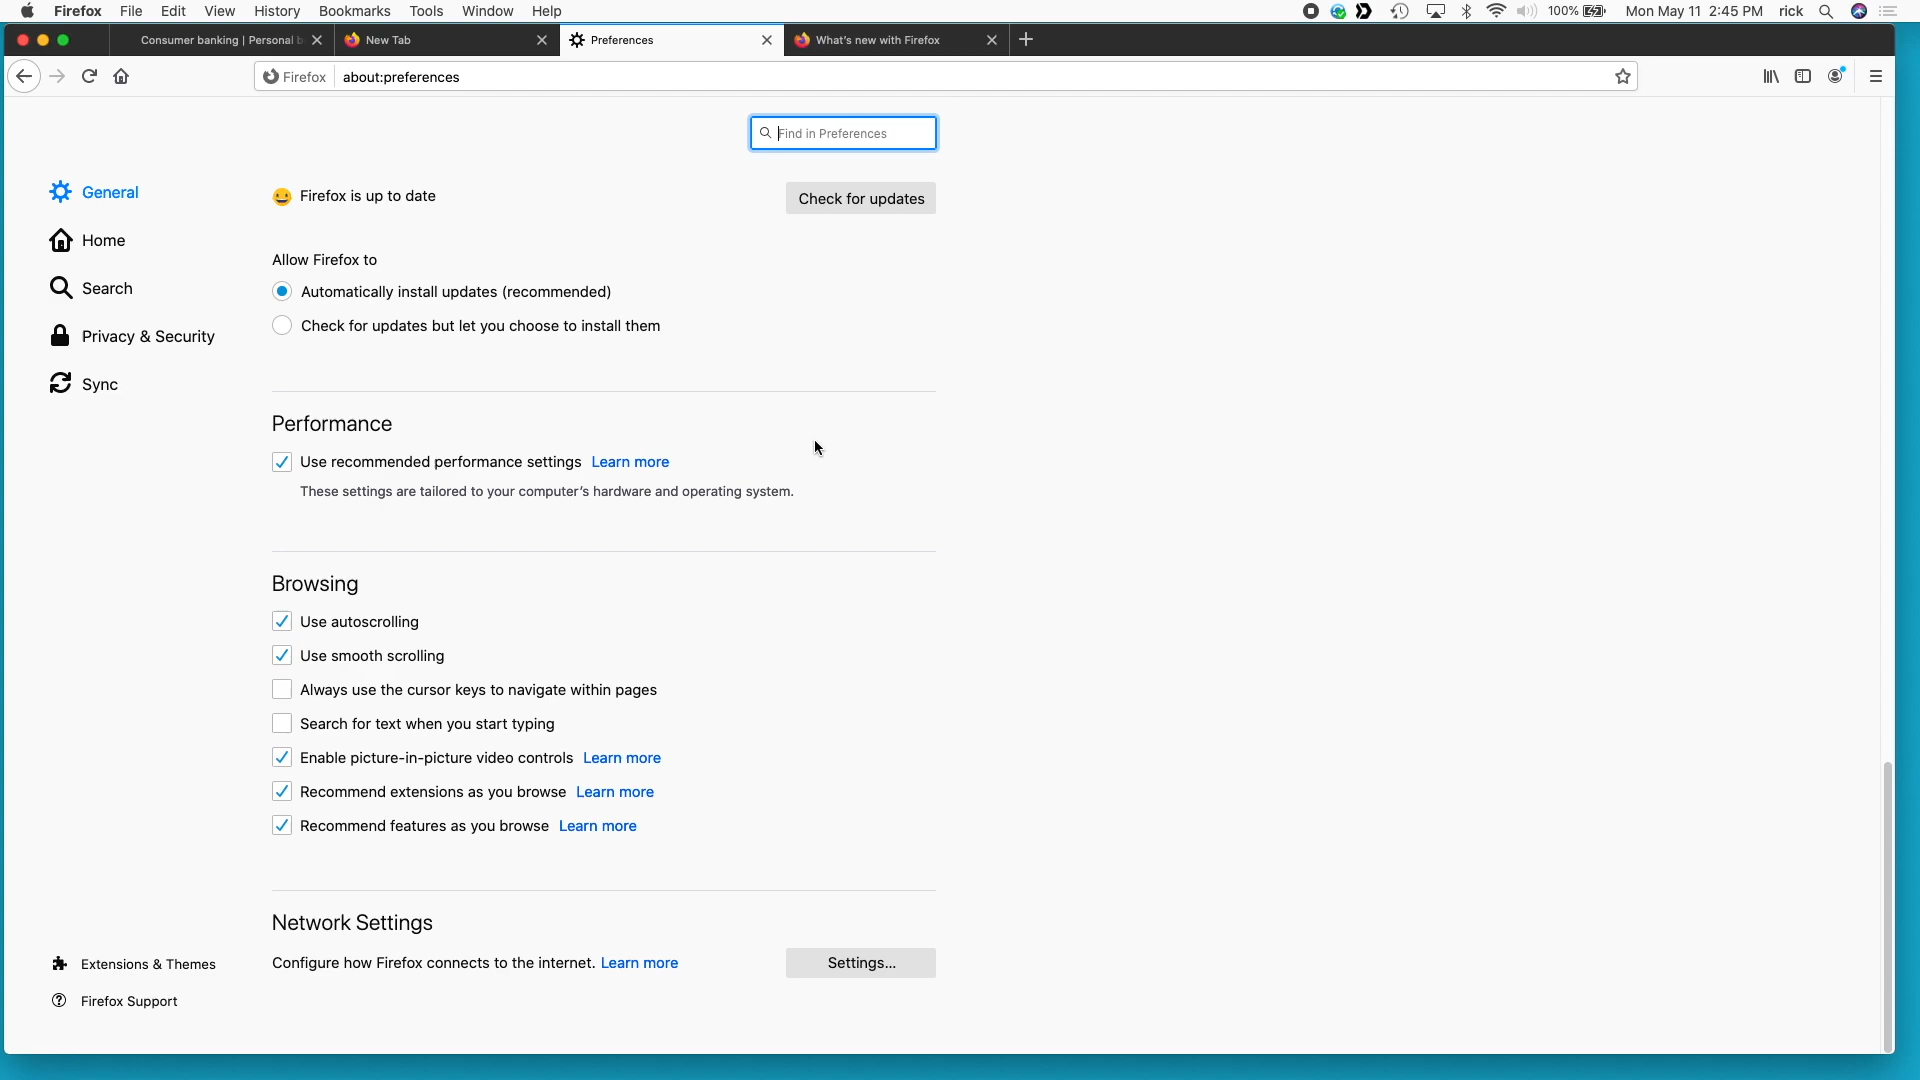 Firefox File Edit View History Bookmarks Tools Window Help 100% Mon May 11 2:45 PM rick
Consumer banking | Personal b New Tab Preferences What's new with Firefox
Firefox about:preferences
Find in Preferences
General
Home
Search
Privacy & Security
Sync
Firefox is up to date Check for updates
Allow Firefox to
Automatically install updates (recommended)
Check for updates but let you choose to install them
Performance
Use recommended performance settings Learn more
These settings are tailored to your computer's hardware and operating system.
Browsing
Use autoscrolling
Use smooth scrolling
Always use the cursor keys to navigate within pages
Search for text when you start typing
Enable picture-in-picture video controls Learn more
Recommend extensions as you browse Learn more
Recommend features as you browse Learn more
Network Settings
Configure how Firefox connects to the internet. Learn more Settings...
Extensions & Themes
Firefox Support